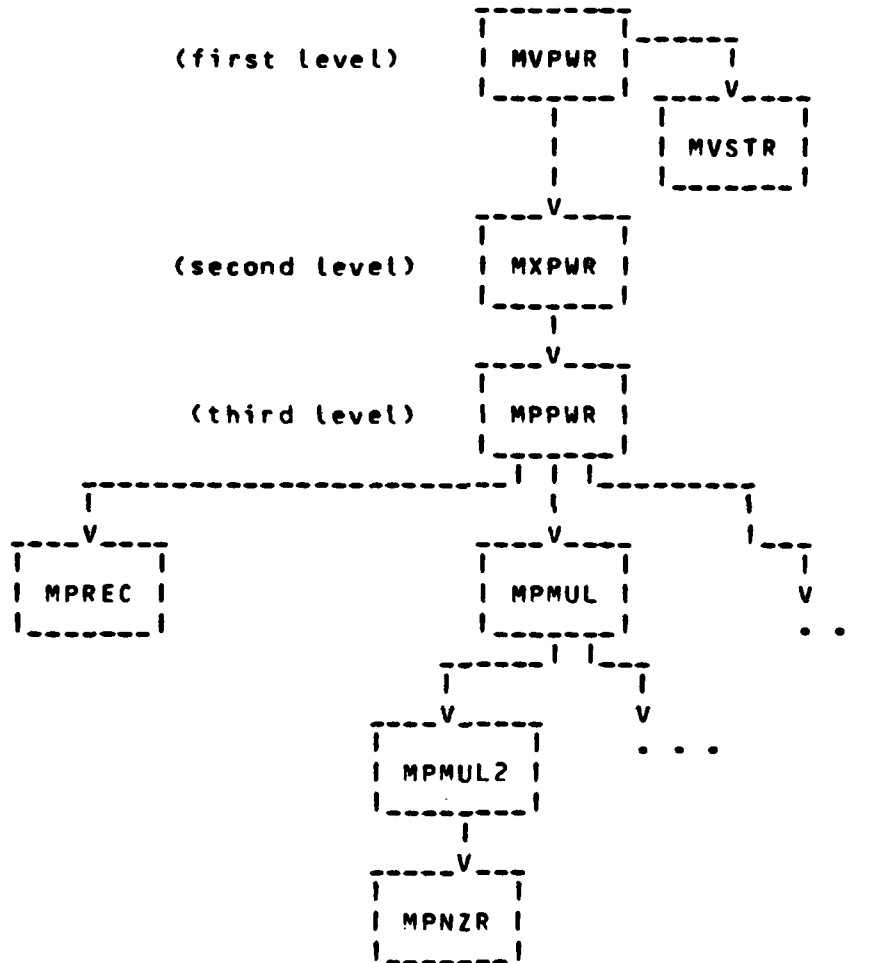 (first level) MVPWR
MVSTR
(second level) MXPWR
(third level) MPPWR
MPREC MPMUL
. .
. . .
MPMUL2
MPNZR